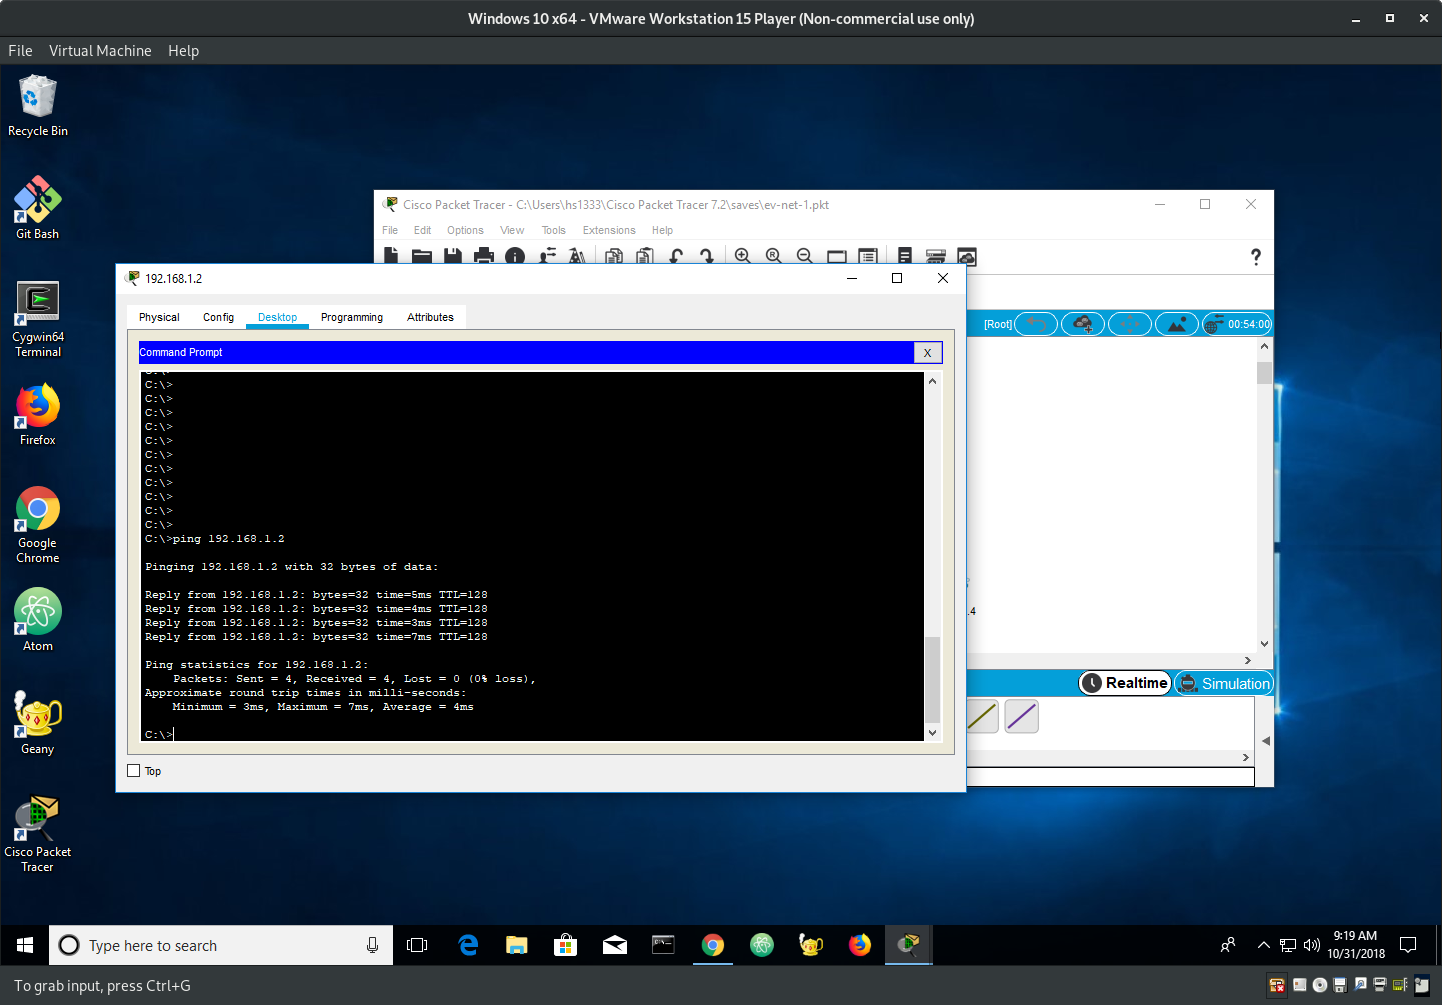 Windows 10 x64 - VMware Workstation 15 Player (Non-commercial use only)
File Virtual Machine Help
Recycle Bin
Git Bash
Cygwin64
Terminal
Firefox
Google
Chrome
Atom
Geany
Cisco Packet
Tracer
Cisco Packet Tracer - C:\Users\hs1333\Cisco Packet Tracer 7.2\saves\ev-net-1.pkt
File Edit Options View Tools Extensions Help
?
[Root] 00:54:00
.4
Realtime Simulation
192.168.1.2
Physical Config Desktop Programming Attributes
Command Prompt X
C:\>
C:\>
C:\>
C:\>
C:\>
C:\>
C:\>
C:\>
C:\>
C:\>
C:\>
C:\>ping 192.168.1.2
Pinging 192.168.1.2 with 32 bytes of data:
Reply from 192.168.1.2: bytes=32 time=5ms TTL=128
Reply from 192.168.1.2: bytes=32 time=4ms TTL=128
Reply from 192.168.1.2: bytes=32 time=3ms TTL=128
Reply from 192.168.1.2: bytes=32 time=7ms TTL=128
Ping statistics for 192.168.1.2:
Packets: Sent = 4, Received = 4, Lost = 0 (0% loss),
Approximate round trip times in milli-seconds:
Minimum = 3ms, Maximum = 7ms, Average = 4ms
C:\>
Top
Type here to search
9:19 AM
10/31/2018
To grab input, press Ctrl+G